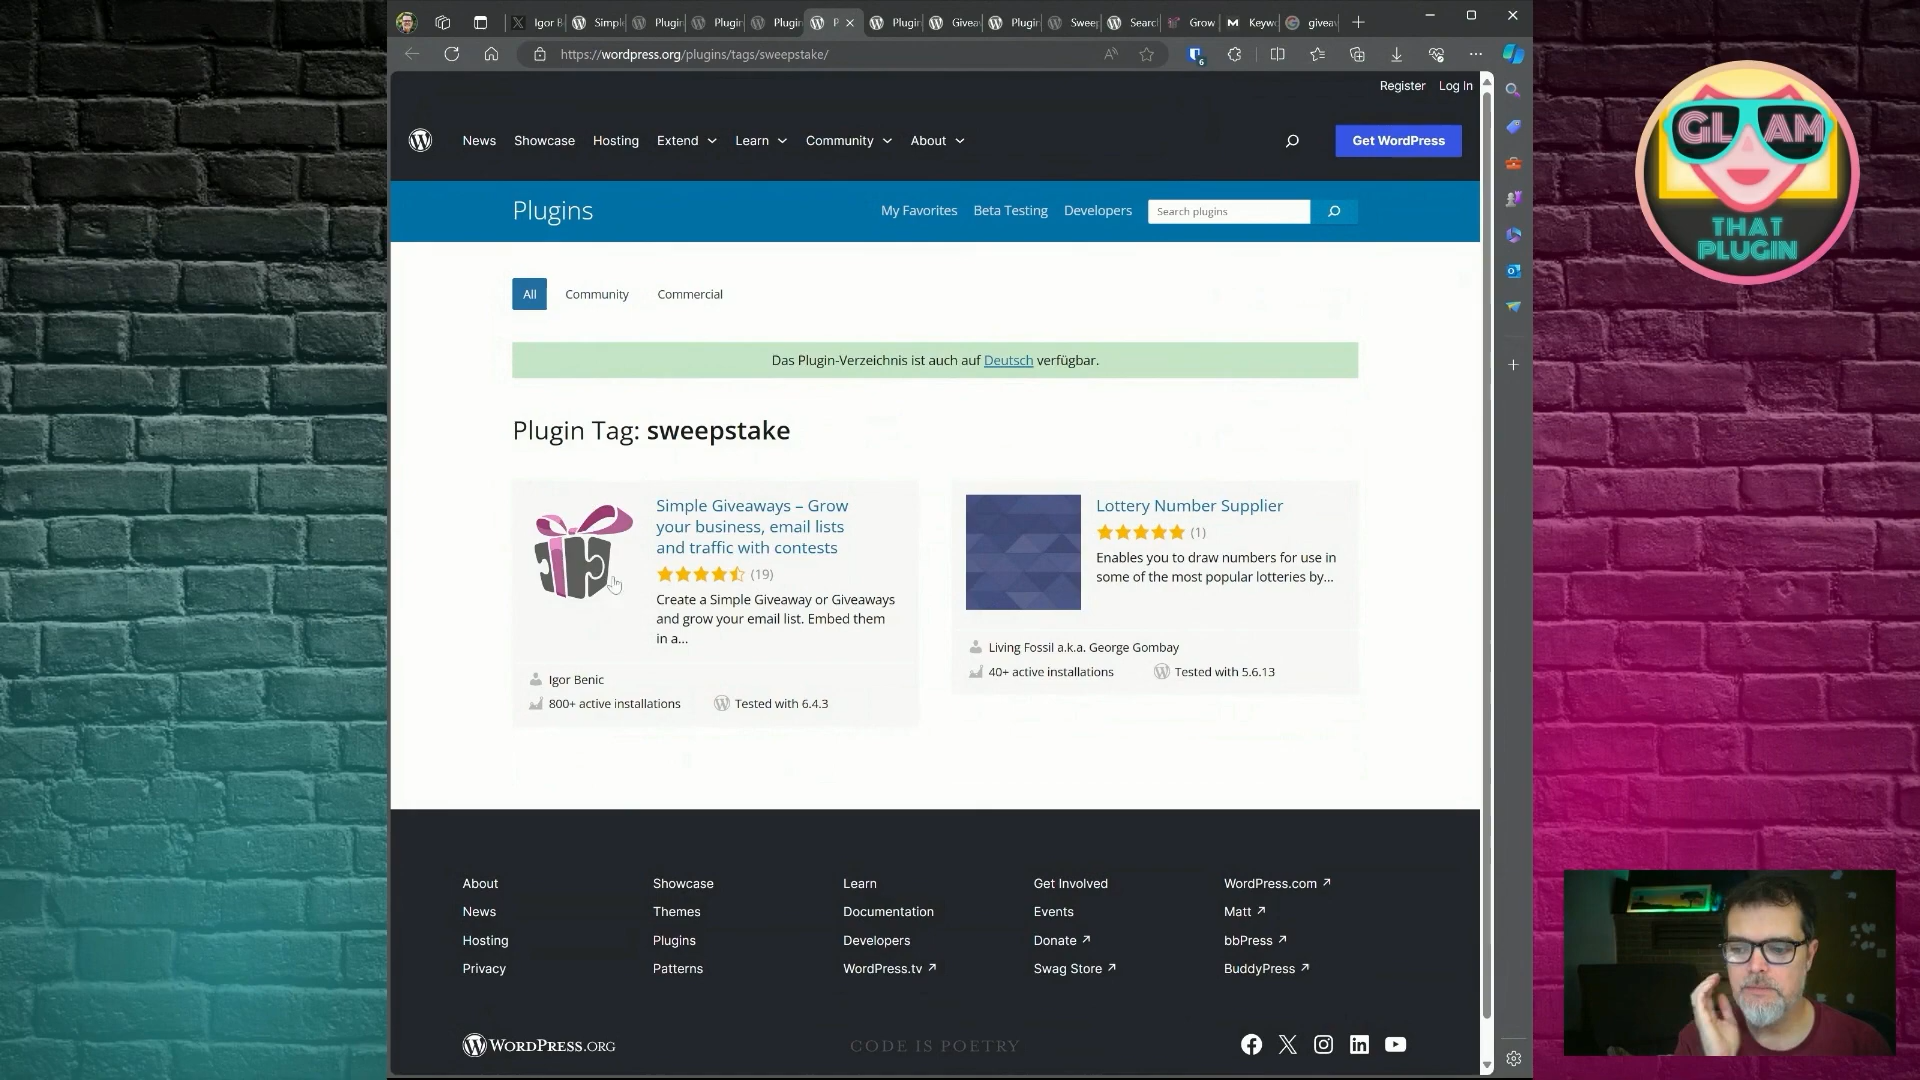 Igor B
Simpl
Plugin
Plugin
Plugin
P
Plugin
Givea
Plugin
Sweep
Searc
Grow
Keyw
givea
https://wordpress.org/plugins/tags/sweepstake/
6
Register Log In
News Showcase Hosting Extend Learn Community About
Get WordPress
Plugins
My Favorites Beta Testing Developers Search plugins
All Community Commercial
Das Plugin-Verzeichnis ist auch auf Deutsch verfügbar.
Plugin Tag: sweepstake
Simple Giveaways – Grow
your business, email lists
and traffic with contests
(19)
Create a Simple Giveaway or Giveaways
and grow your email list. Embed them
in a...
Igor Benic
800+ active installations Tested with 6.4.3
Lottery Number Supplier
(1)
Enables you to draw numbers for use in
some of the most popular lotteries by...
Living Fossil a.k.a. George Gombay
40+ active installations Tested with 5.6.13
About Showcase Learn Get Involved WordPress.com ↗
News Themes Documentation Events Matt ↗
Hosting Plugins Developers Donate ↗ bbPress ↗
Privacy Patterns WordPress.tv ↗ Swag Store ↗ BuddyPress ↗
WORDPRESS.ORG
CODE IS POETRY
GLAM
THAT
PLUGIN